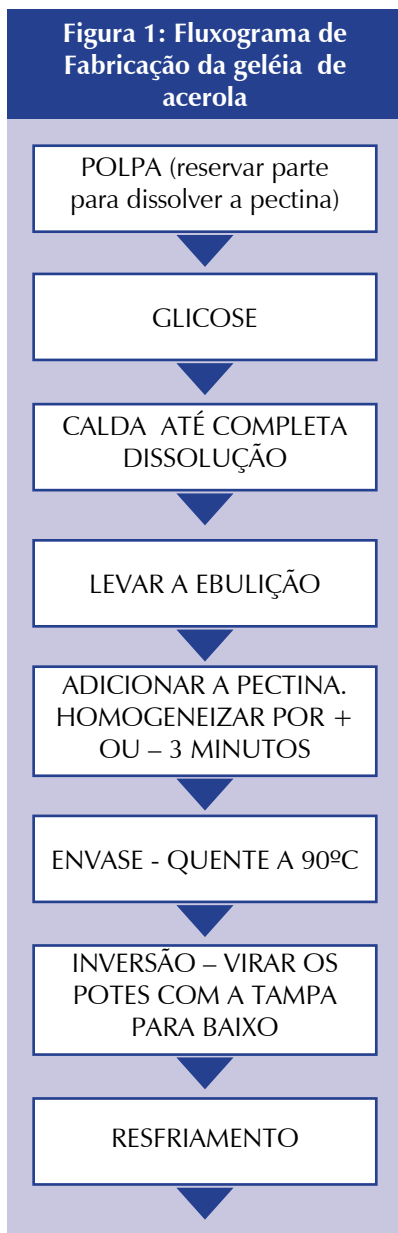 Figura 1: Fluxograma de
Fabricação da geléia de
acerola
POLPA (reservar parte
para dissolver a pectina)
GLICOSE
CALDA ATÉ COMPLETA
DISSOLUÇÃO
LEVAR A EBULIÇÃO
ADICIONAR A PECTINA.
HOMOGENEIZAR POR +
OU – 3 MINUTOS
ENVASE - QUENTE A 90ºC
INVERSÃO – VIRAR OS
POTES COM A TAMPA
PARA BAIXO
RESFRIAMENTO